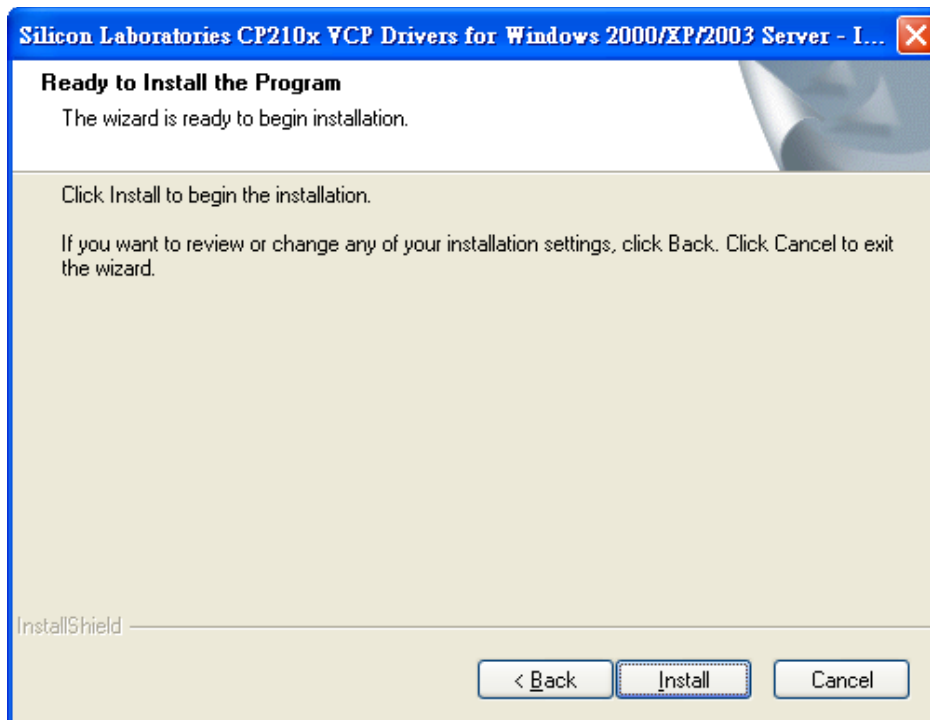 Silicon Laboratories CP210x VCP Drivers for Windows 2000/XP/2003 Server - I...
Ready to Install the Program
The wizard is ready to begin installation.
Click Install to begin the installation.
If you want to review or change any of your installation settings, click Back. Click Cancel to exit
the wizard.
InstallShield
< Back Install Cancel